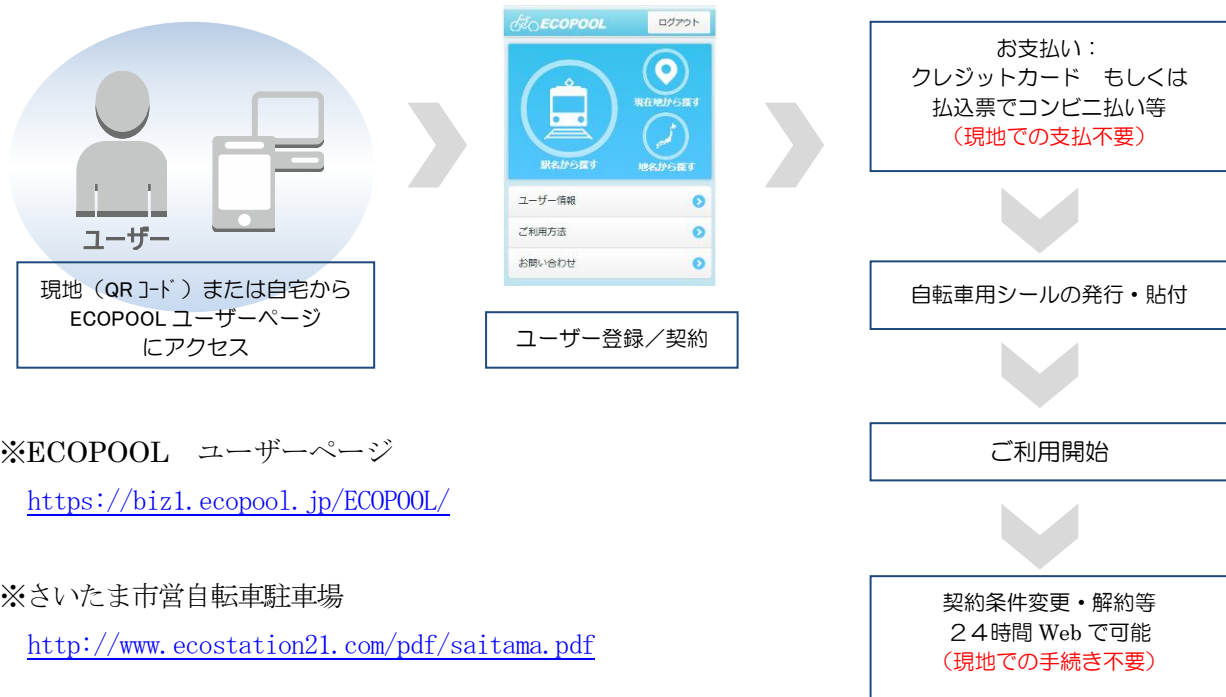 ユーザー
現地（QRｺｰﾄﾞ）または自宅から
ECOPOOL ユーザーページ
にアクセス
ECOPOOL
ログアウト
現在地から探す
駅名から探す
地名から探す
ユーザー情報
ご利用方法
お問い合わせ
ユーザー登録／契約
お支払い：
クレジットカード　もしくは
払込票でコンビニ払い等
（現地での支払不要）
自転車用シールの発行・貼付
ご利用開始
契約条件変更・解約等
２４時間 Web で可能
（現地での手続き不要）
※ECOPOOL　ユーザーページ
https://biz1.ecopool.jp/ECOPOOL/
※さいたま市営自転車駐車場
http://www.ecostation21.com/pdf/saitama.pdf